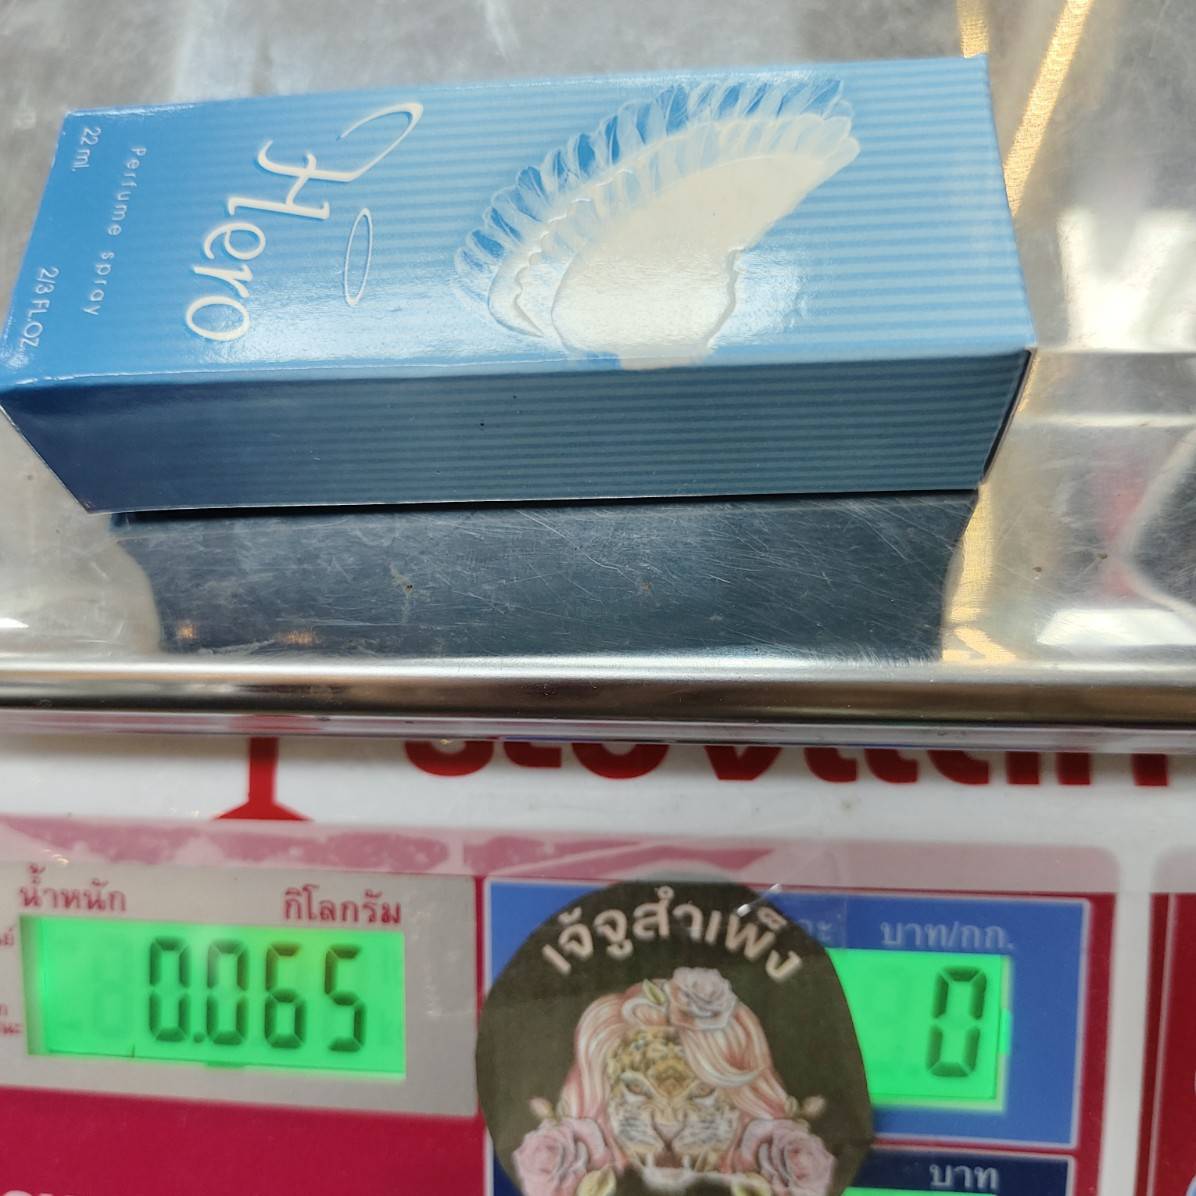 Hero
Perfume spray
22 ml.
2/3 FL.OZ.
น้ำหนัก
กิโลกรัม
0.065
เจ้จูสำเพ็ง
บาท/กก.
0
บาท